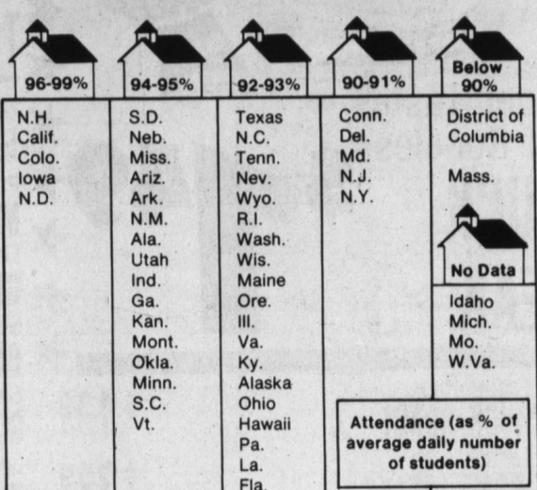 96-99%
N.H.
Calif.
Colo.
Iowa
N.D.
94-95%
S.D.
Neb.
Miss.
Ariz.
Ark.
N.M.
Ala.
Utah
Ind.
Ga.
Kan.
Mont.
Okla.
Minn.
S.C.
Vt.
92-93%
Texas
N.C.
Tenn.
Nev.
Wyo.
R.I.
Wash.
Wis.
Maine
Ore.
Ill.
Va.
Ky.
Alaska
Ohio
Hawaii
Pa.
La.
Fla.
90-91%
Conn.
Del.
Md.
N.J.
N.Y.
Below
90%
District of
Columbia
Mass.
No Data
Idaho
Mich.
Mo.
W.Va.
Attendance (as % of
average daily number
of students)